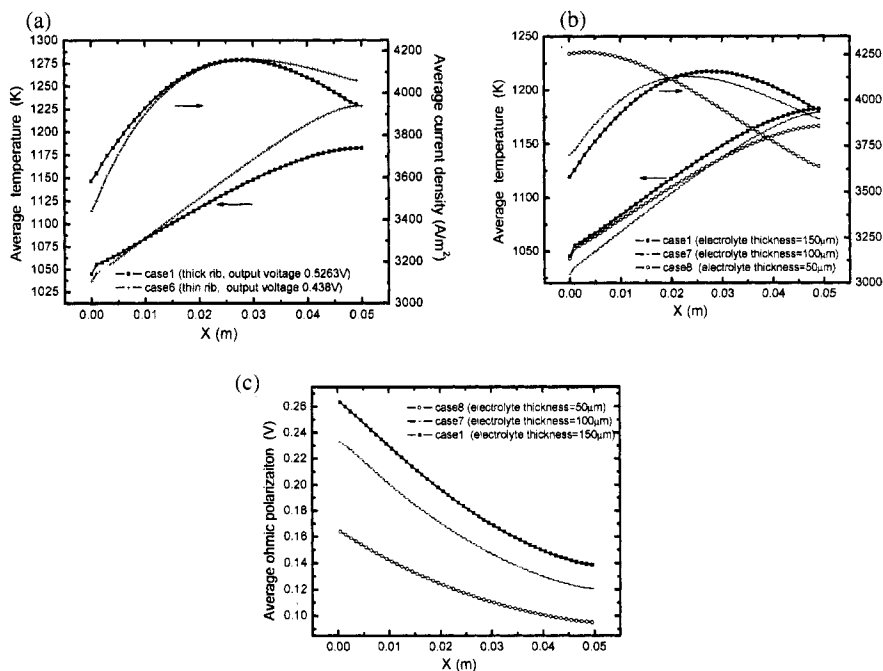 (a)
1300
1275
1250
1225
1200
1175
1150
1125
1100
1075
1050
1025
Average temperature (K)
4200
4000
3800
3600
3400
3200
3000
Average current density (A/m²)
case1 (thick rib, output voltage 0.5263V)
case6 (thin rib, output voltage 0.438V)
0.00 0.01 0.02 0.03 0.04 0.05
X (m)
(b)
1250
1200
1150
1100
1050
Average temperature (K)
4250
4000
3750
3500
3250
3000
case1 (electrolyte thickness=150μm)
case7 (electrolyte thickness=100μm)
case8 (electrolyte thickness=50μm)
0.00 0.01 0.02 0.03 0.04 0.05
X (m)
(c)
0.26
0.24
0.22
0.20
0.18
0.16
0.14
0.12
0.10
Average ohmic polarizaiton (V)
case8 (electrolyte thickness=50μm)
case7 (electrolyte thickness=100μm)
case1 (electrolyte thickness=150μm)
0.00 0.01 0.02 0.03 0.04 0.05
X (m)